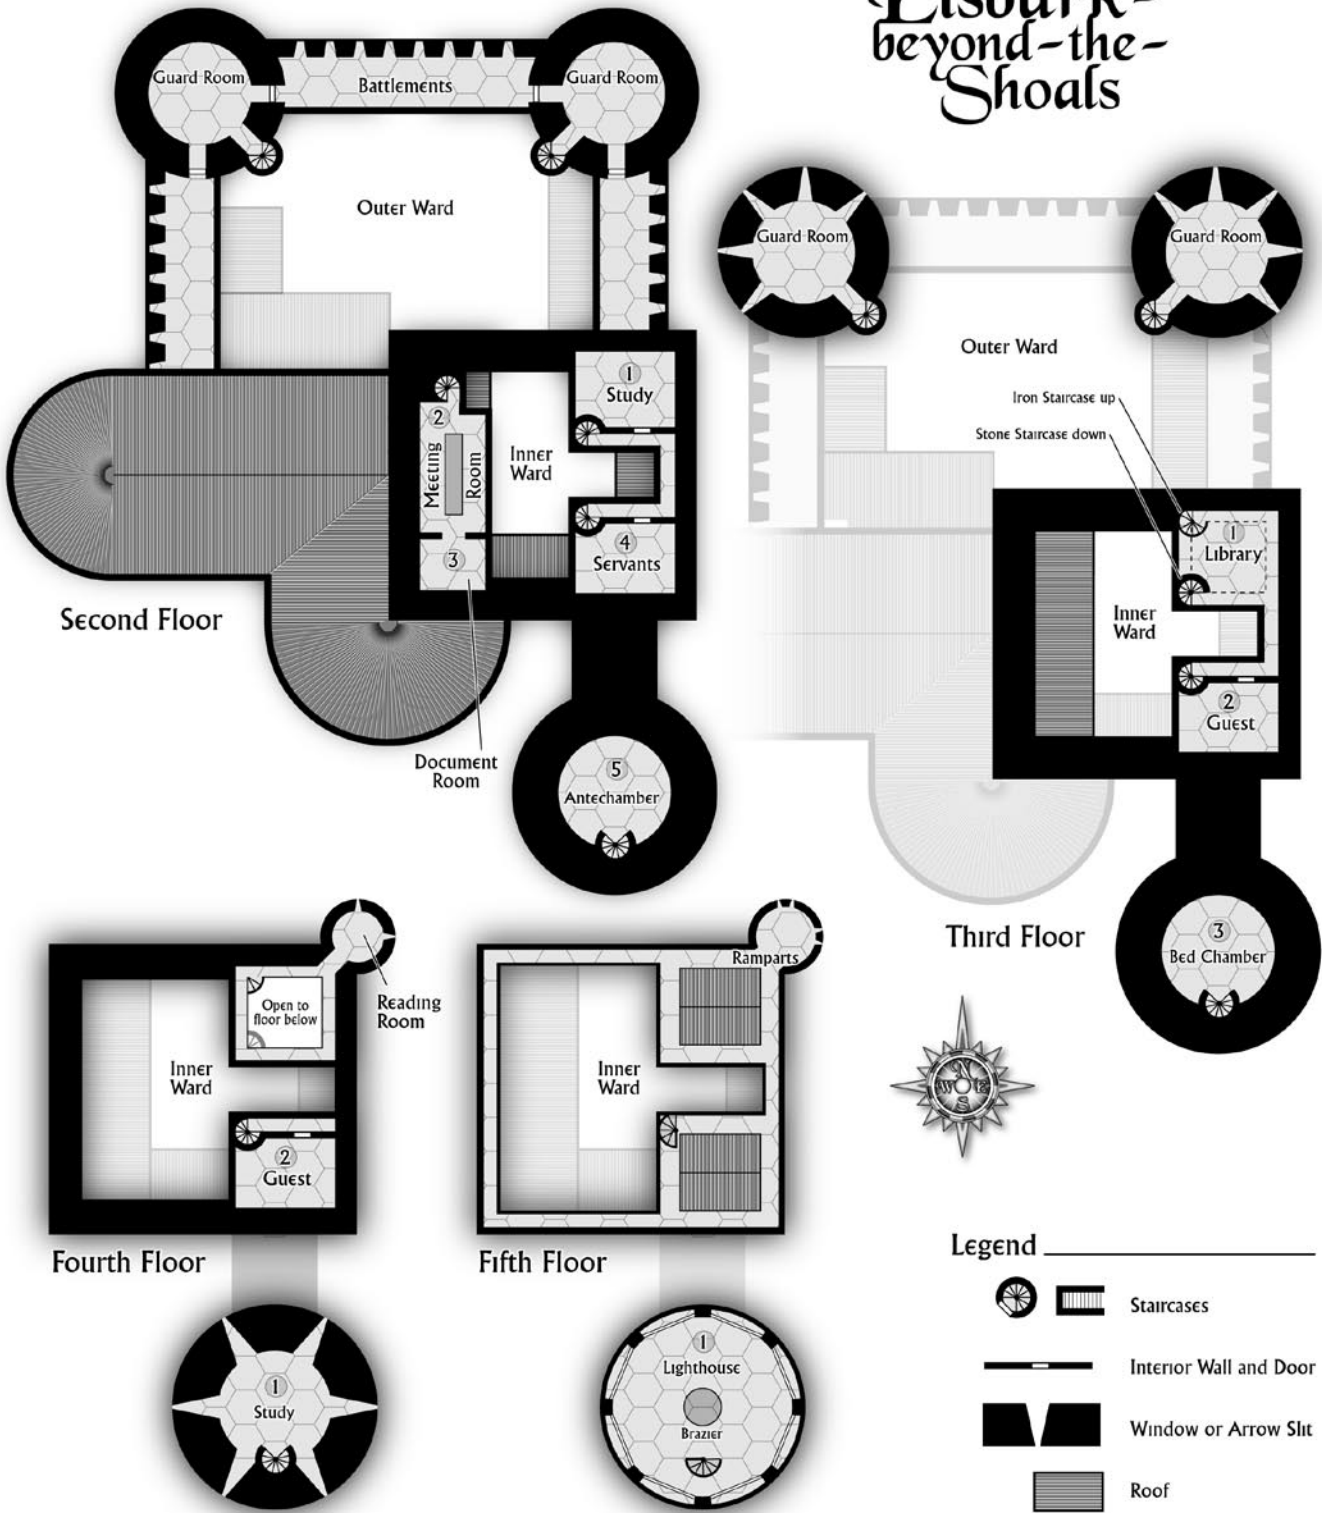 beyond-the-
Shoals
Guard Room
Battlements
Guard Room
Outer Ward
1
Study
2
Meeting
Room
Inner
Ward
3
4
Servants
Second Floor
Document
Room
5
Antechamber
Guard Room
Guard Room
Outer Ward
Iron Staircase up
Stone Staircase down
1
Library
Inner
Ward
2
Guest
Third Floor
3
Bed Chamber
Open to
floor below
Reading
Room
Inner
Ward
2
Guest
Fourth Floor
1
Study
Ramparts
Inner
Ward
Fifth Floor
1
Lighthouse
Brazier
N
W E
S
Legend
Staircases
Interior Wall and Door
Window or Arrow Slit
Roof